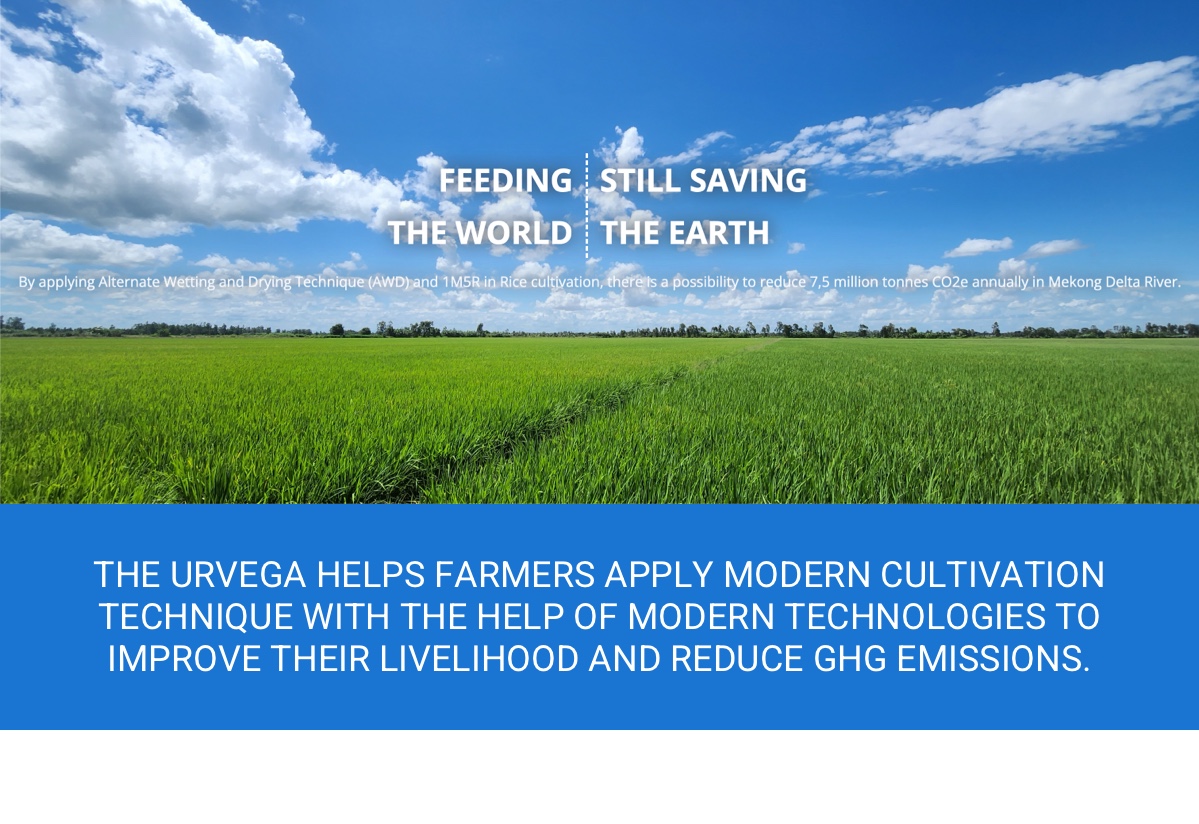 FEEDING STILL SAVING
THE WORLD THE EARTH
By applying Alternate Wetting and Drying Technique (AWD) and 1M5R in Rice cultivation, there is a possibility to reduce 7,5 million tonnes CO2e annually in Mekong Delta River.
THE URVEGA HELPS FARMERS APPLY MODERN CULTIVATION
TECHNIQUE WITH THE HELP OF MODERN TECHNOLOGIES TO
IMPROVE THEIR LIVELIHOOD AND REDUCE GHG EMISSIONS.